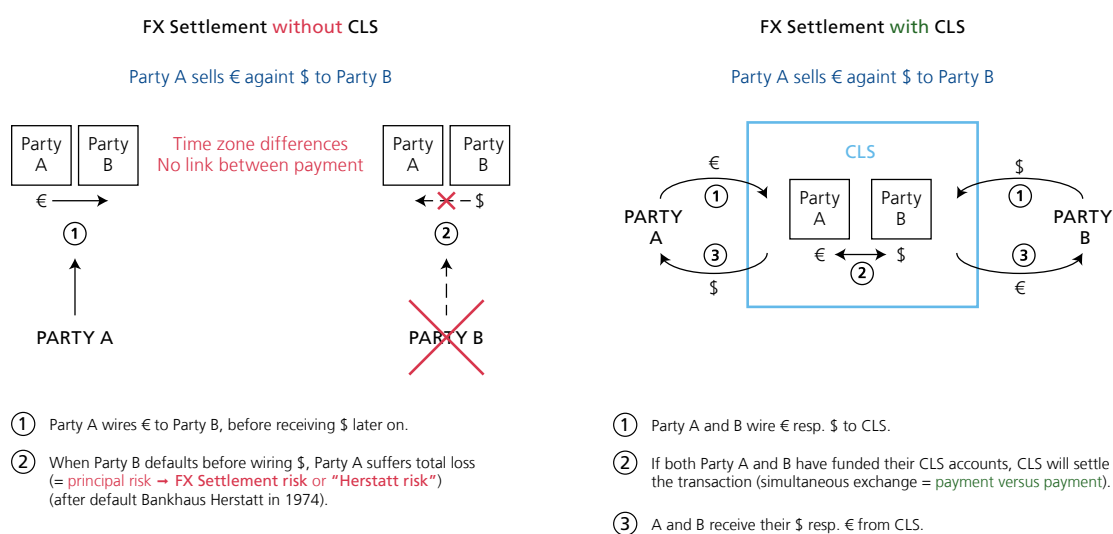 FX Settlement without CLS
Party A sells € againt $ to Party B
Party A
Party B
Time zone differences
No link between payment
Party A
Party B
€
$
1
2
PARTY A
PARTY B
1 Party A wires € to Party B, before receiving $ later on.
2 When Party B defaults before wiring $, Party A suffers total loss
(= principal risk → FX Settlement risk or "Herstatt risk")
(after default Bankhaus Herstatt in 1974).
FX Settlement with CLS
Party A sells € againt $ to Party B
CLS
€
$
1
1
Party A
Party B
PARTY A
PARTY B
€
$
2
3
3
$
€
1 Party A and B wire € resp. $ to CLS.
2 If both Party A and B have funded their CLS accounts, CLS will settle
the transaction (simultaneous exchange = payment versus payment).
3 A and B receive their $ resp. € from CLS.